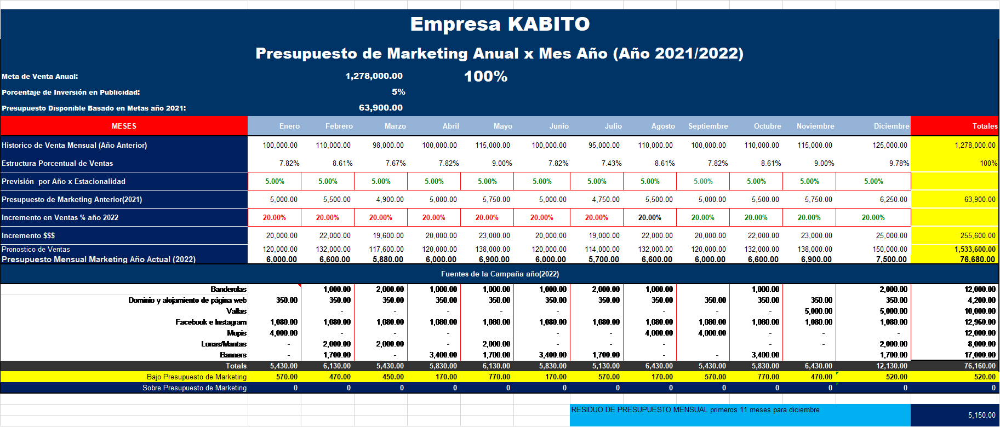 Empresa KABITO
Presupuesto de Marketing Anual x Mes Año (Año 2021/2022)
Meta de Venta Anual: 1,278,000.00 100%
Porcentaje de Inversión en Publicidad: 5%
Presupuesto Disponible Basado en Metas año 2021: 63,900.00
MESES Enero Febrero Marzo Abril Mayo Junio Julio Agosto Septiembre Octubre Noviembre Diciembre Totales
Historico de Venta Mensual (Año Anterior) 100,000.00 110,000.00 98,000.00 100,000.00 115,000.00 100,000.00 95,000.00 110,000.00 100,000.00 110,000.00 115,000.00 125,000.00 1,278,000.00
Estructura Porcentual de Ventas 7.82% 8.61% 7.67% 7.82% 9.00% 7.82% 7.43% 8.61% 7.82% 8.61% 9.00% 9.78% 100%
Previsión por Año x Estacionalidad 5.00% 5.00% 5.00% 5.00% 5.00% 5.00% 5.00% 5.00% 5.00% 5.00% 5.00% 5.00%
Presupuesto de Marketing Anterior(2021) 5,000.00 5,500.00 4,900.00 5,000.00 5,750.00 5,000.00 4,750.00 5,500.00 5,000.00 5,500.00 5,750.00 6,250.00 63,900.00
Incremento en Ventas % año 2022 20.00% 20.00% 20.00% 20.00% 20.00% 20.00% 20.00% 20.00% 20.00% 20.00% 20.00% 20.00%
Incremento $$$ 20,000.00 22,000.00 19,600.00 20,000.00 23,000.00 20,000.00 19,000.00 22,000.00 20,000.00 22,000.00 23,000.00 25,000.00 255,600.00
Pronostico de Ventas 120,000.00 132,000.00 117,600.00 120,000.00 138,000.00 120,000.00 114,000.00 132,000.00 120,000.00 132,000.00 138,000.00 150,000.00 1,533,600.00
Presupuesto Mensual Marketing Año Actual (2022) 6,000.00 6,600.00 5,880.00 6,000.00 6,900.00 6,000.00 5,700.00 6,600.00 6,000.00 6,600.00 6,900.00 7,500.00 76,680.00
Fuentes de la Campaña año(2022)
Banderolas 1,000.00 2,000.00 1,000.00 1,000.00 1,000.00 2,000.00 1,000.00 1,000.00 2,000.00 12,000.00
Dominio y alojamiento de página web 350.00 350.00 350.00 350.00 350.00 350.00 350.00 350.00 350.00 350.00 350.00 350.00 4,200.00
Vallas - - - - - - - - - 5,000.00 5,000.00 10,000.00
Facebook e Instagram 1,080.00 1,080.00 1,080.00 1,080.00 1,080.00 1,080.00 1,080.00 1,080.00 1,080.00 1,080.00 1,080.00 1,080.00 12,960.00
Mupis 4,000.00 - - - - - - 4,000.00 4,000.00 - - - 12,000.00
Lonas/Mantas - 2,000.00 2,000.00 - 2,000.00 - - - - - - 2,000.00 8,000.00
Banners - 1,700.00 3,400.00 1,700.00 3,400.00 1,700.00 - - 3,400.00 1,700.00 17,000.00
Totals 5,430.00 6,130.00 5,430.00 5,830.00 6,130.00 5,830.00 5,130.00 6,430.00 5,430.00 5,830.00 6,430.00 12,130.00 76,160.00
Bajo Presupuesto de Marketing 570.00 470.00 450.00 170.00 770.00 170.00 570.00 170.00 570.00 770.00 470.00 520.00 520.00
Sobre Presupuesto de Marketing 0 0 0 0 0 0 0 0 0 0 0 0 0
RESIDUO DE PRESUPUESTO MENSUAL primeros 11 meses para diciembre
5,150.00